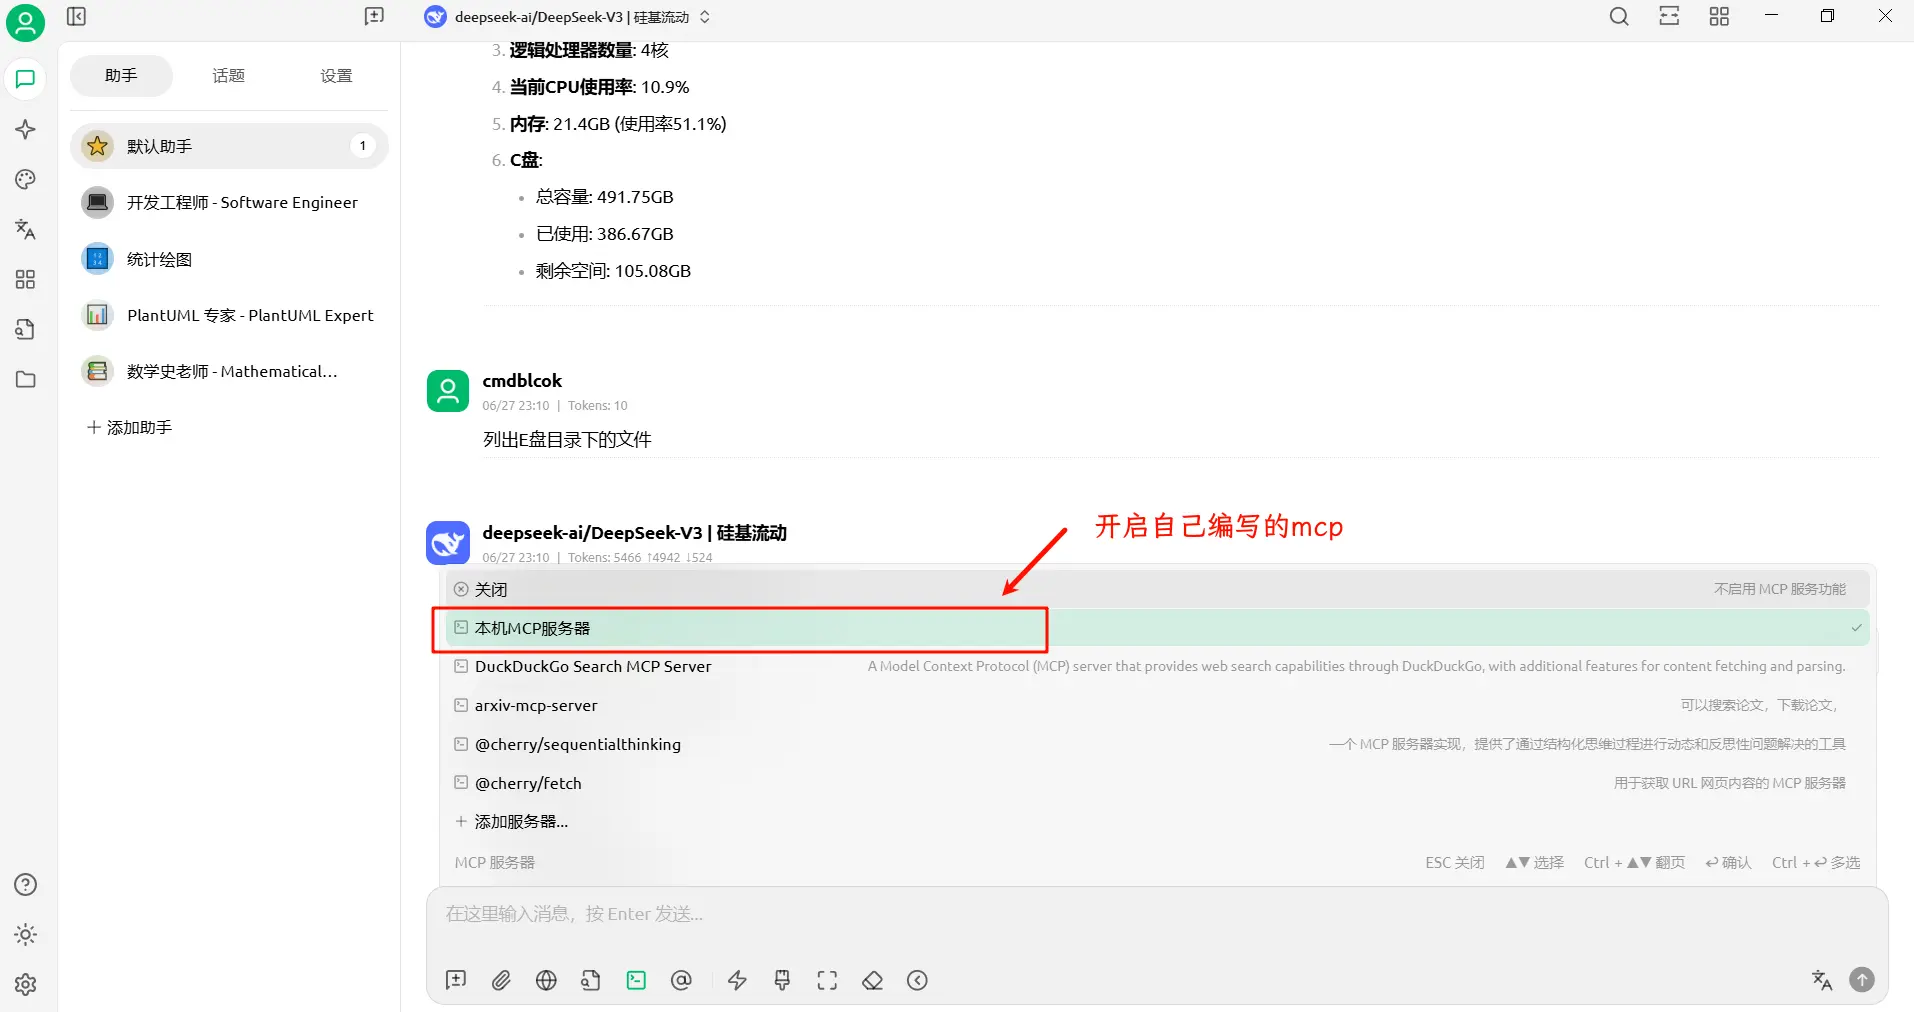 deepseek-ai/DeepSeek-V3 | 硅基流动
助手
话题
设置
默认助手
1
开发工程师 - Software Engineer
统计绘图
PlantUML 专家 - PlantUML Expert
数学史老师 - Mathematical...
+ 添加助手
3. 逻辑处理器数量: 4核
4. 当前CPU使用率: 10.9%
5. 内存: 21.4GB (使用率51.1%)
6. C盘:
• 总容量: 491.75GB
• 已使用: 386.67GB
• 剩余空间: 105.08GB
cmdblcok
06/27 23:10 | Tokens: 10
列出E盘目录下的文件
deepseek-ai/DeepSeek-V3 | 硅基流动
06/27 23:10 | Tokens: 5466 ↑4942 ↓524
开启自己编写的mcp
关闭 不启用 MCP 服务功能
本机MCP服务器
DuckDuckGo Search MCP Server A Model Context Protocol (MCP) server that provides web search capabilities through DuckDuckGo, with additional features for content fetching and parsing.
arxiv-mcp-server 可以搜索论文，下载论文，
@cherry/sequentialthinking 一个 MCP 服务器实现，提供了通过结构化思维过程进行动态和反思性问题解决的工具
@cherry/fetch 用于获取 URL 网页内容的 MCP 服务器
+ 添加服务器...
MCP 服务器 ESC 关闭 ▲▼ 选择 Ctrl + ▲▼ 翻页 ↩ 确认 Ctrl + ↩ 多选
在这里输入消息，按 Enter 发送...